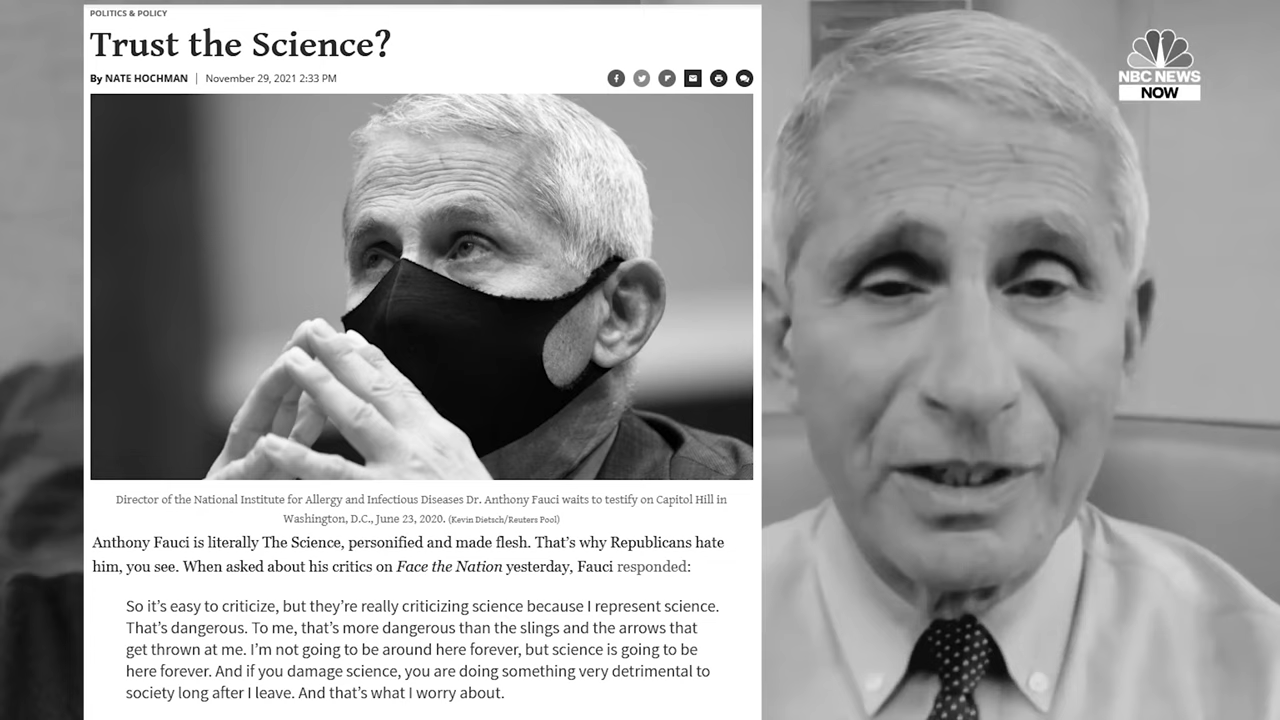 POLITICS & POLICY
Trust the Science?
By NATE HOCHMAN | November 29, 2021 2:33 PM
NBC NEWS
NOW
Director of the National Institute for Allergy and Infectious Diseases Dr. Anthony Fauci waits to testify on Capitol Hill in
Washington, D.C., June 23, 2020. (Kevin Dietsch/Reuters Pool)
Anthony Fauci is literally The Science, personified and made flesh. That’s why Republicans hate
him, you see. When asked about his critics on Face the Nation yesterday, Fauci responded:
So it’s easy to criticize, but they’re really criticizing science because I represent science.
That’s dangerous. To me, that’s more dangerous than the slings and the arrows that
get thrown at me. I’m not going to be around here forever, but science is going to be
here forever. And if you damage science, you are doing something very detrimental to
society long after I leave. And that’s what I worry about.